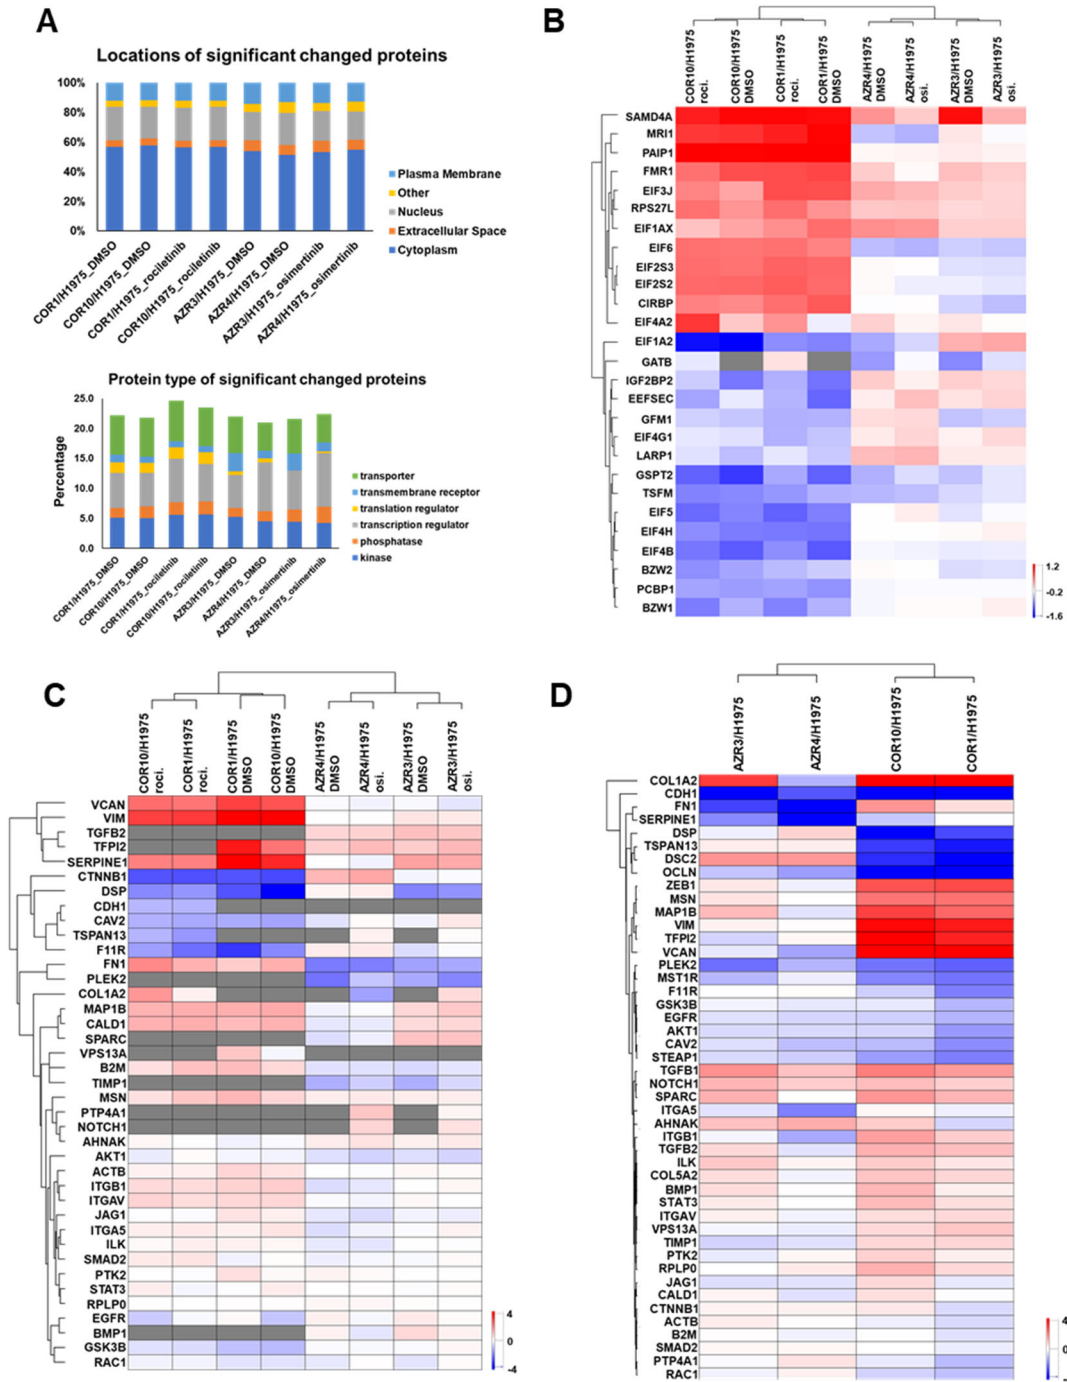 A
Locations of significant changed proteins
100%
80%
60%
40%
20%
0%
Plasma Membrane
Other
Nucleus
Extracellular Space
Cytoplasm
COR1/H1975_DMSO
COR10/H1975_DMSO
COR1/H1975_rociletinib
COR10/H1975_rociletinib
AZR3/H1975_DMSO
AZR4/H1975_DMSO
AZR3/H1975_osimertinib
AZR4/H1975_osimertinib
Protein type of significant changed proteins
Percentage
25.0
20.0
15.0
10.0
5.0
0.0
transporter
transmembrane receptor
translation regulator
transcription regulator
phosphatase
kinase
COR1/H1975_DMSO
COR10/H1975_DMSO
COR1/H1975_rociletinib
COR10/H1975_rociletinib
AZR3/H1975_DMSO
AZR4/H1975_DMSO
AZR3/H1975_osimertinib
AZR4/H1975_osimertinib
B
COR10/H1975 roci.
COR10/H1975 DMSO
COR1/H1975 roci.
COR1/H1975 DMSO
AZR4/H1975 DMSO
AZR4/H1975 osi.
AZR3/H1975 DMSO
AZR3/H1975 osi.
SAMD4A
MRI1
PAIP1
FMR1
EIF3J
RPS27L
EIF1AX
EIF6
EIF2S3
EIF2S2
CIRBP
EIF4A2
EIF1A2
GATB
IGF2BP2
EEFSEC
GFM1
EIF4G1
LARP1
GSPT2
TSFM
EIF5
EIF4H
EIF4B
BZW2
PCBP1
BZW1
1.2
-0.2
-1.6
C
COR10/H1975 roci.
COR1/H1975 roci.
COR1/H1975 DMSO
COR10/H1975 DMSO
AZR4/H1975 DMSO
AZR4/H1975 osi.
AZR3/H1975 DMSO
AZR3/H1975 osi.
VCAN
VIM
TGFB2
TFPI2
SERPINE1
CTNNB1
DSP
CDH1
CAV2
TSPAN13
F11R
FN1
PLEK2
COL1A2
MAP1B
CALD1
SPARC
VPS13A
B2M
TIMP1
MSN
PTP4A1
NOTCH1
AHNAK
AKT1
ACTB
ITGB1
ITGAV
JAG1
ITGA5
ILK
SMAD2
PTK2
STAT3
RPLP0
EGFR
BMP1
GSK3B
RAC1
4
0
-4
D
AZR3/H1975
AZR4/H1975
COR10/H1975
COR1/H1975
COL1A2
CDH1
FN1
SERPINE1
DSP
TSPAN13
DSC2
OCLN
ZEB1
MSN
MAP1B
VIM
TFPI2
VCAN
PLEK2
MST1R
F11R
GSK3B
EGFR
AKT1
CAV2
STEAP1
TGFB1
NOTCH1
SPARC
ITGA5
AHNAK
ITGB1
TGFB2
ILK
COL5A2
BMP1
STAT3
ITGAV
VPS13A
TIMP1
PTK2
RPLP0
JAG1
CALD1
CTNNB1
ACTB
B2M
SMAD2
PTP4A1
RAC1
4
0